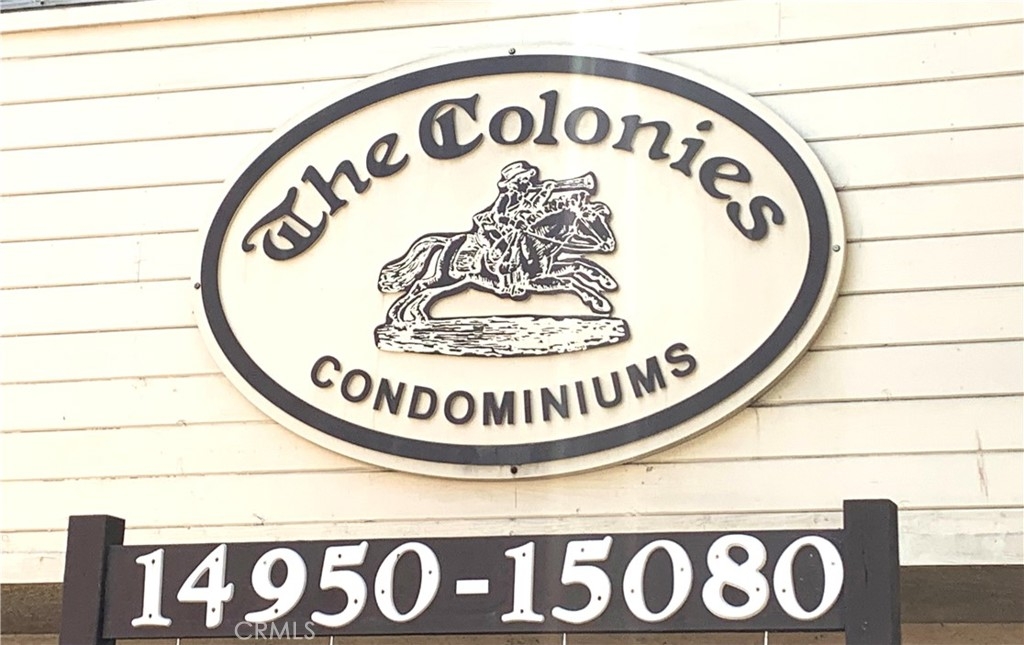 The Colonies
CONDOMINIUMS
14950-15080
CRMLS